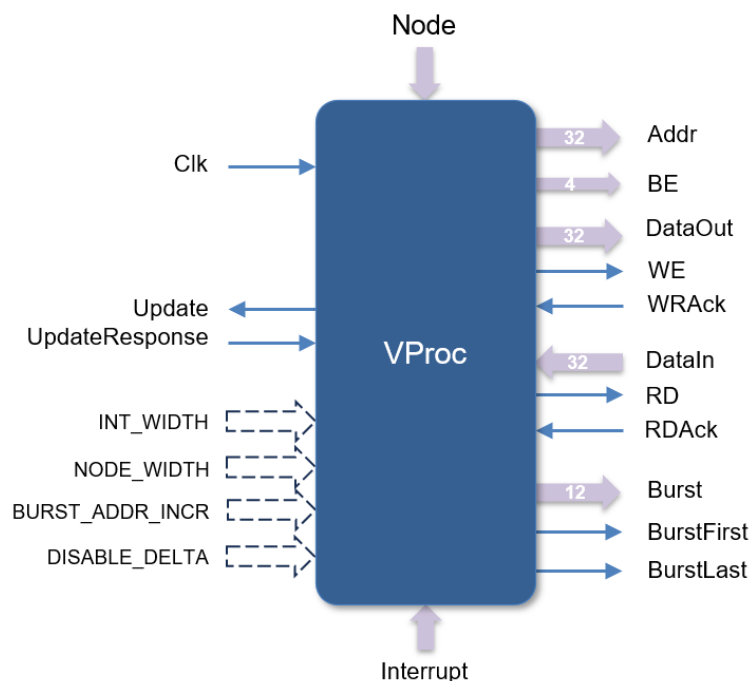 Node
Clk
Update
UpdateResponse
INT_WIDTH
NODE_WIDTH
BURST_ADDR_INCR
DISABLE_DELTA
VProc
32
Addr
4
BE
32
DataOut
WE
WRAck
32
DataIn
RD
RDAck
12
Burst
BurstFirst
BurstLast
Interrupt